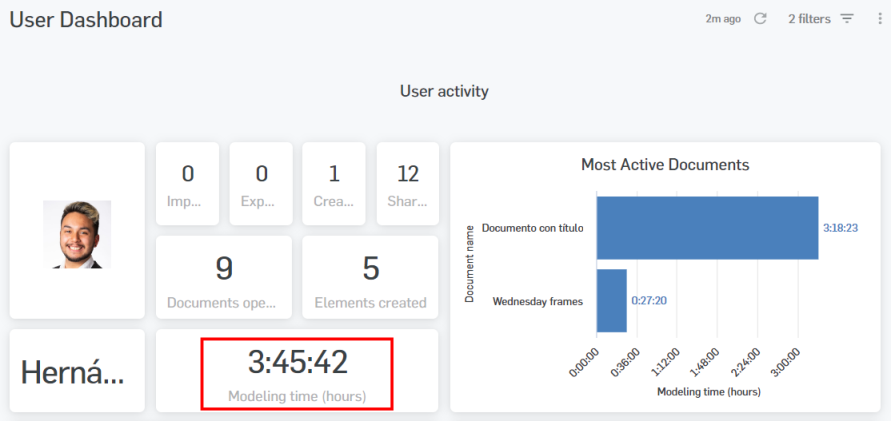 User Dashboard
2m ago
2 filters
User activity
0
Imp...
0
Exp...
1
Crea...
12
Shar...
9
Documents ope...
5
Elements created
Herná...
3:45:42
Modeling time (hours)
Most Active Documents
Document name
Documento con título
3:18:23
Wednesday frames
0:27:20
0:00:00
0:36:00
1:12:00
1:48:00
2:24:00
3:00:00
Modeling time (hours)